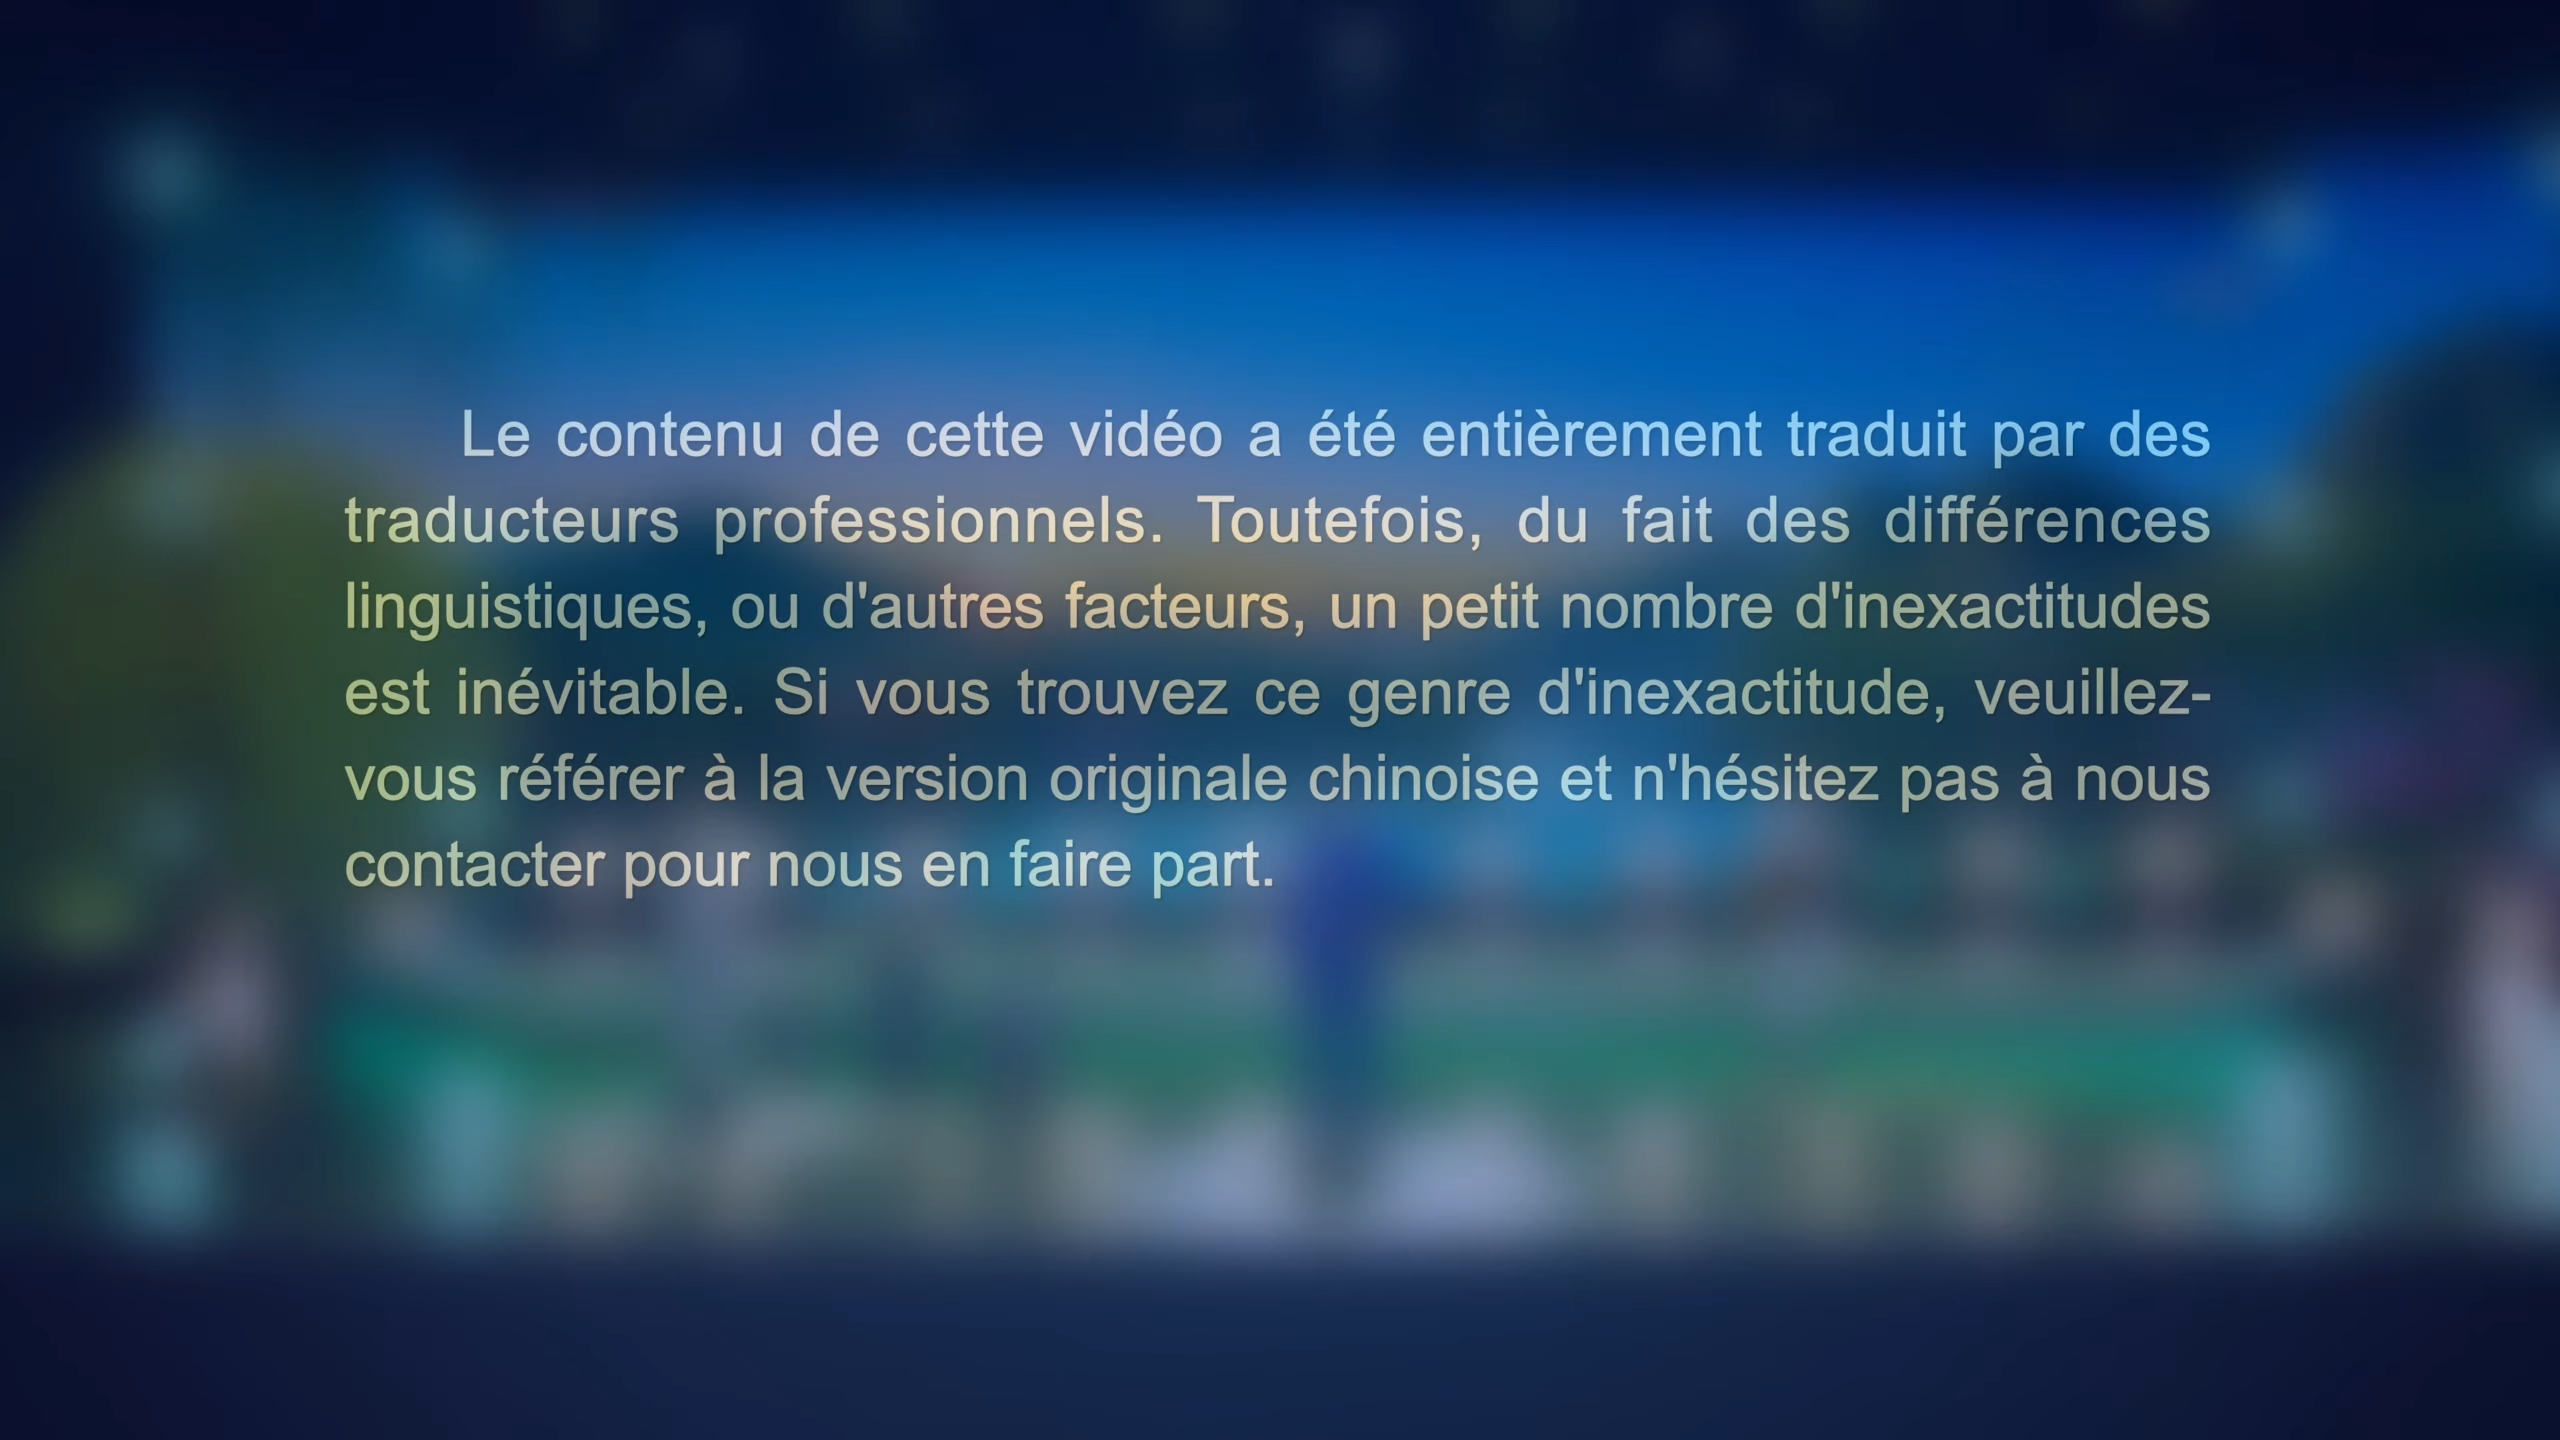 Le contenu de cette vidéo a été entièrement traduit par des
traducteurs professionnels. Toutefois, du fait des différences
linguistiques, ou d'autres facteurs, un petit nombre d'inexactitudes
est inévitable. Si vous trouvez ce genre d'inexactitude, veuillez-
vous référer à la version originale chinoise et n'hésitez pas à nous
contacter pour nous en faire part.